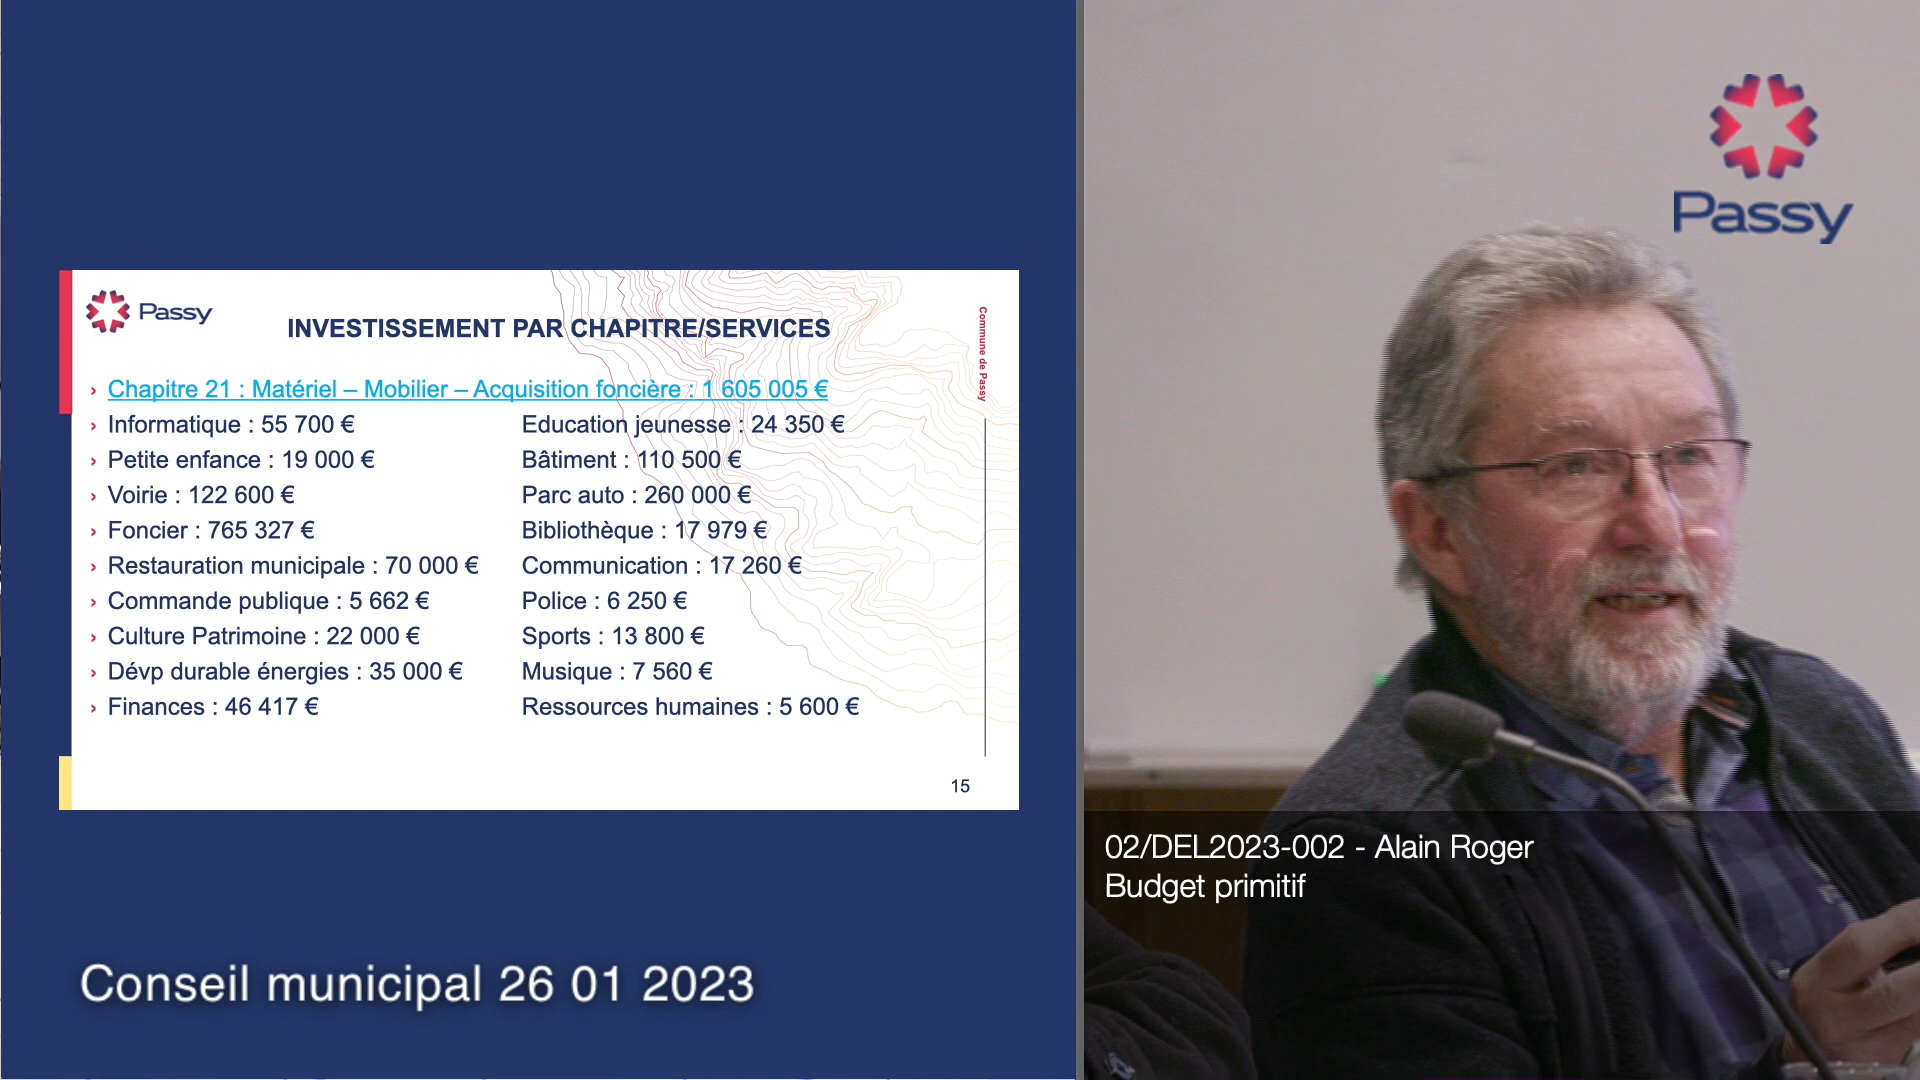 Passy
INVESTISSEMENT PAR CHAPITRE/SERVICES
Commune de Passy
› Chapitre 21 : Matériel – Mobilier – Acquisition foncière : 1 605 005 €
› Informatique : 55 700 € Education jeunesse : 24 350 €
› Petite enfance : 19 000 € Bâtiment : 110 500 €
› Voirie : 122 600 € Parc auto : 260 000 €
› Foncier : 765 327 € Bibliothèque : 17 979 €
› Restauration municipale : 70 000 € Communication : 17 260 €
› Commande publique : 5 662 € Police : 6 250 €
› Culture Patrimoine : 22 000 € Sports : 13 800 €
› Dévp durable énergies : 35 000 € Musique : 7 560 €
› Finances : 46 417 € Ressources humaines : 5 600 €
15
Conseil municipal 26 01 2023
Passy
02/DEL2023-002 - Alain Roger
Budget primitif